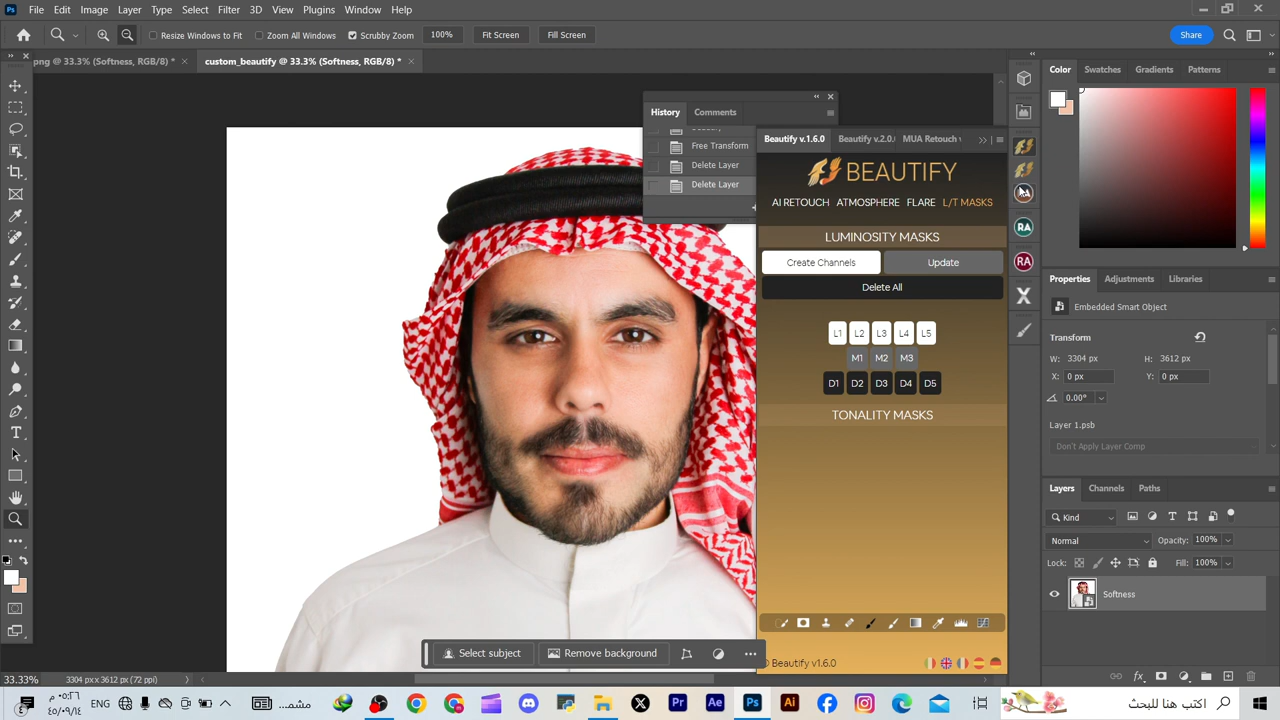 Ps File Edit Image Layer Type Select Filter 3D View Plugins Window Help
Resize Windows to Fit All Windows Scrubby Zoom 100% Fit Screen Fill Screen Share
png @ 33.3% (Softness, RGB/8) * custom_beautify @ 33.3% (Softness, RGB/8) *
Color Swatches Gradients Patterns
History Comments
Free Transform
Delete Layer
Delete Layer
Beautify v.1.6.0 Beautify v.2.0. MUA Retouch
BEAUTIFY
AI RETOUCH ATMOSPHERE FLARE L/T MASKS
LUMINOSITY MASKS
Create Channels Update
Delete All
L1 L2 L3 L4 L5
M1 M2 M3
D1 D2 D3 D4 D5
TONALITY MASKS
© Beautify v1.6.0
RA
RA
X
Properties Adjustments Libraries
Embedded Smart Object
Transform
W: 3304 px H: 3612 px
X: 0 px Y: 0 px
0.00°
Layer 1.psb
Don't Apply Layer Comp
Layers Channels Paths
Kind
Normal Opacity: 100%
Lock: Fill: 100%
Softness
Select subject Remove background
33.33% 3304 px x 3612 px (72 ppi)
ENG
X Pr Ae Ps Ai
اكتب هنا للبحث